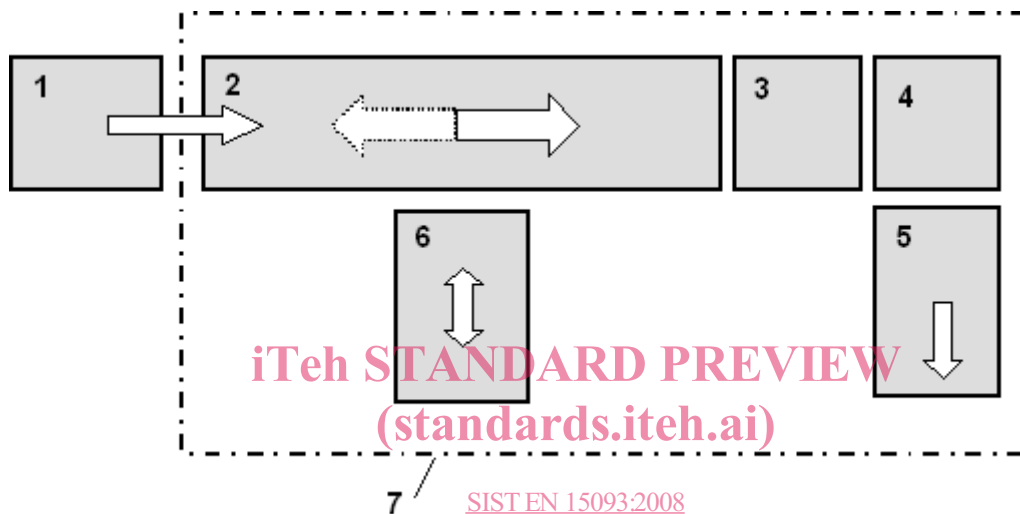 1
2
3
4
6
5
iTeh STANDARD PREVIEW
(standards.iteh.ai)
7
SIST EN 15093:2008